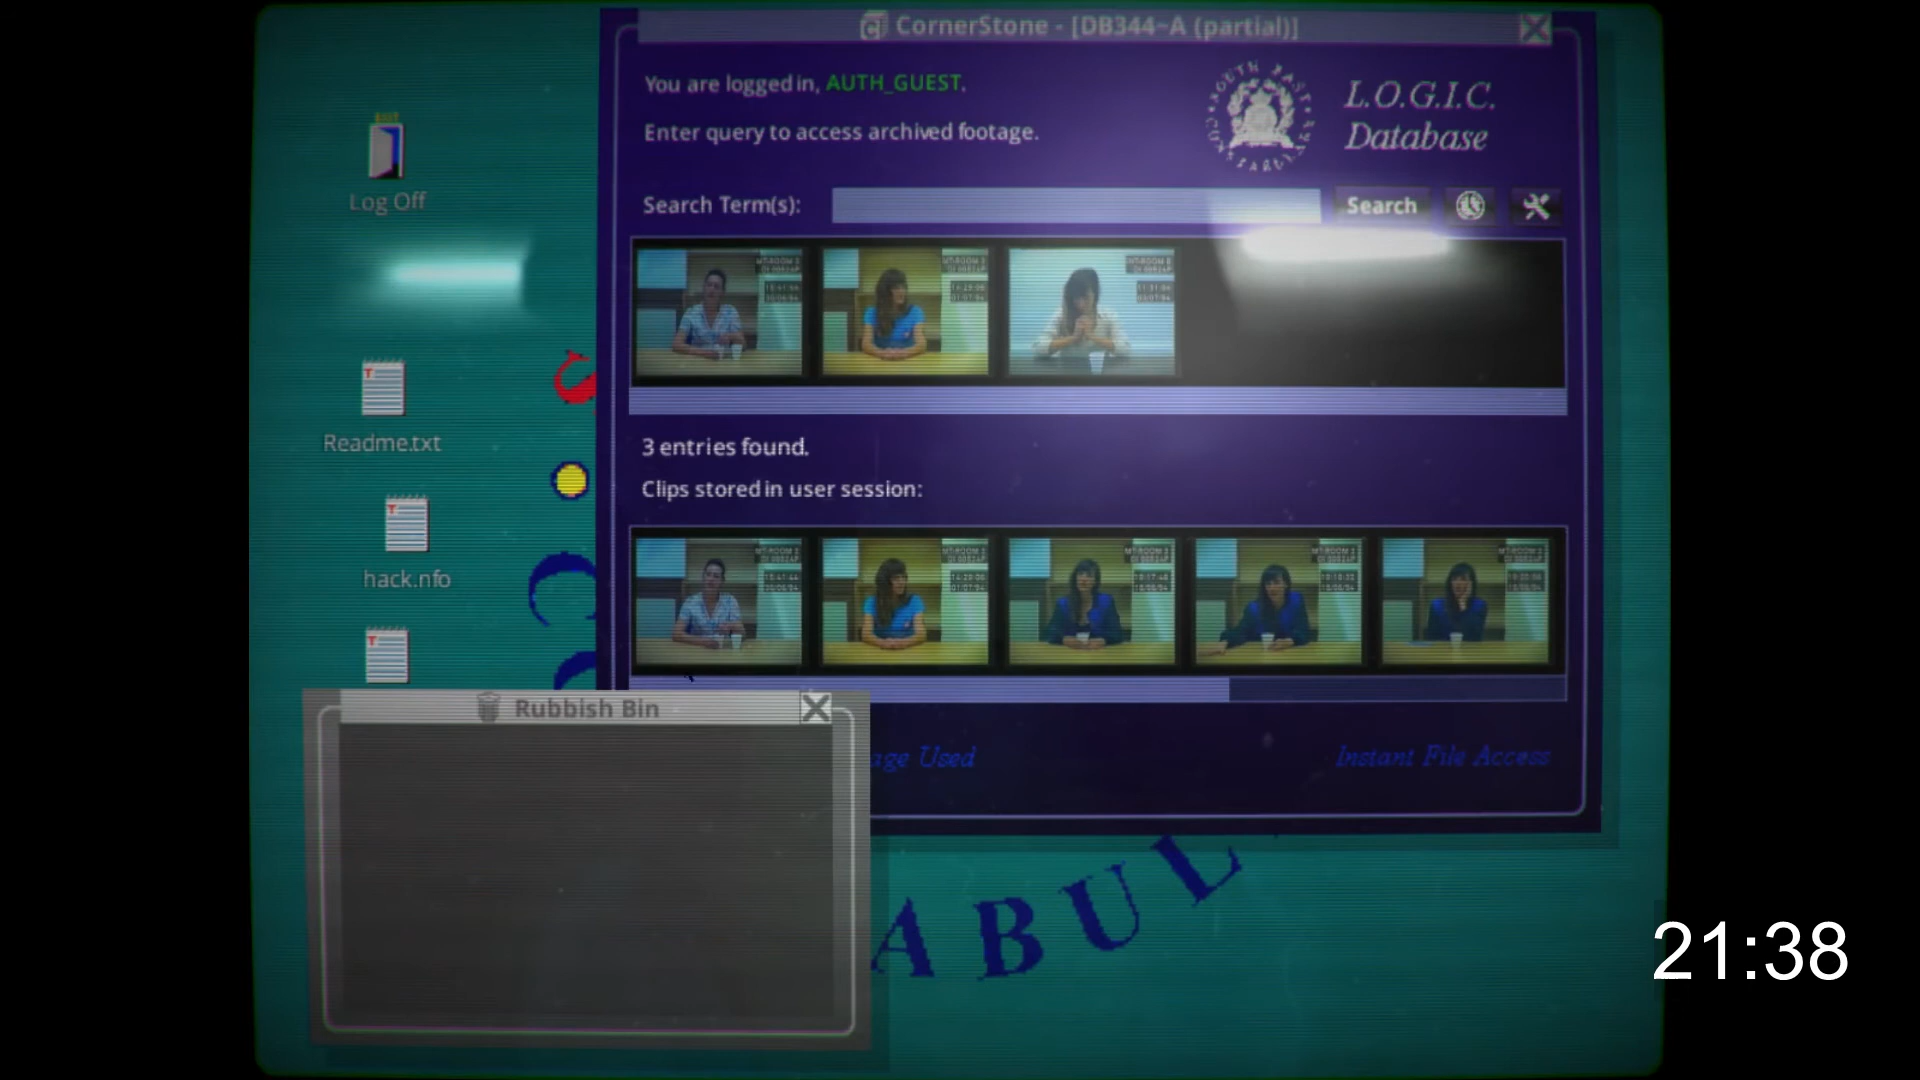 CornerStone - [DB344-A (partial)]
You are logged in, AUTH_GUEST.
Enter query to access archived footage.
L.O.G.I.C.
Database
Search Term(s):
Search
Log Off
Readme.txt
3 entries found.
Clips stored in user session:
hack.nfo
Rubbish Bin
Used
Instant File Access
ABUL
21:38